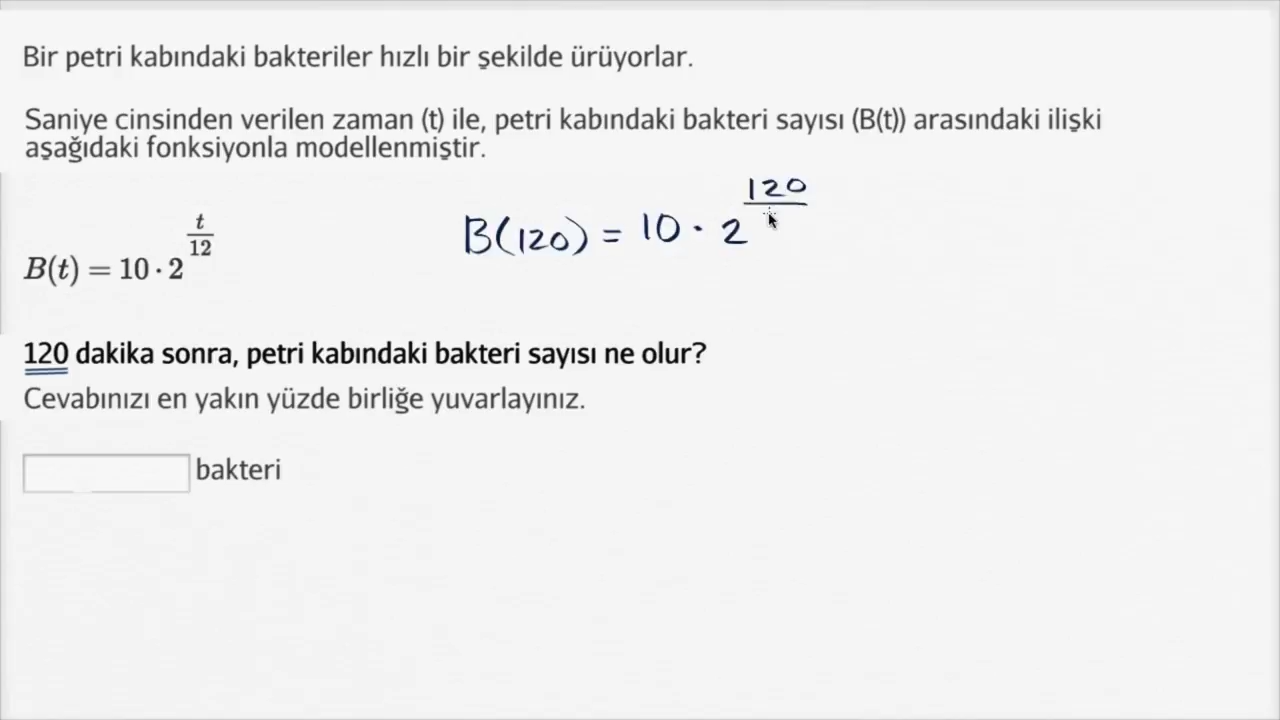 Bir petri kabındaki bakteriler hızlı bir şekilde ürüyorlar.
Saniye cinsinden verilen zaman (t) ile, petri kabındaki bakteri sayısı (B(t)) arasındaki ilişki
aşağıdaki fonksiyonla modellenmiştir.
B(t) = 10 · 2^(t/12)
B(120) = 10 · 2^(120/
120 dakika sonra, petri kabındaki bakteri sayısı ne olur?
Cevabınızı en yakın yüzde birliğe yuvarlayınız.
bakteri